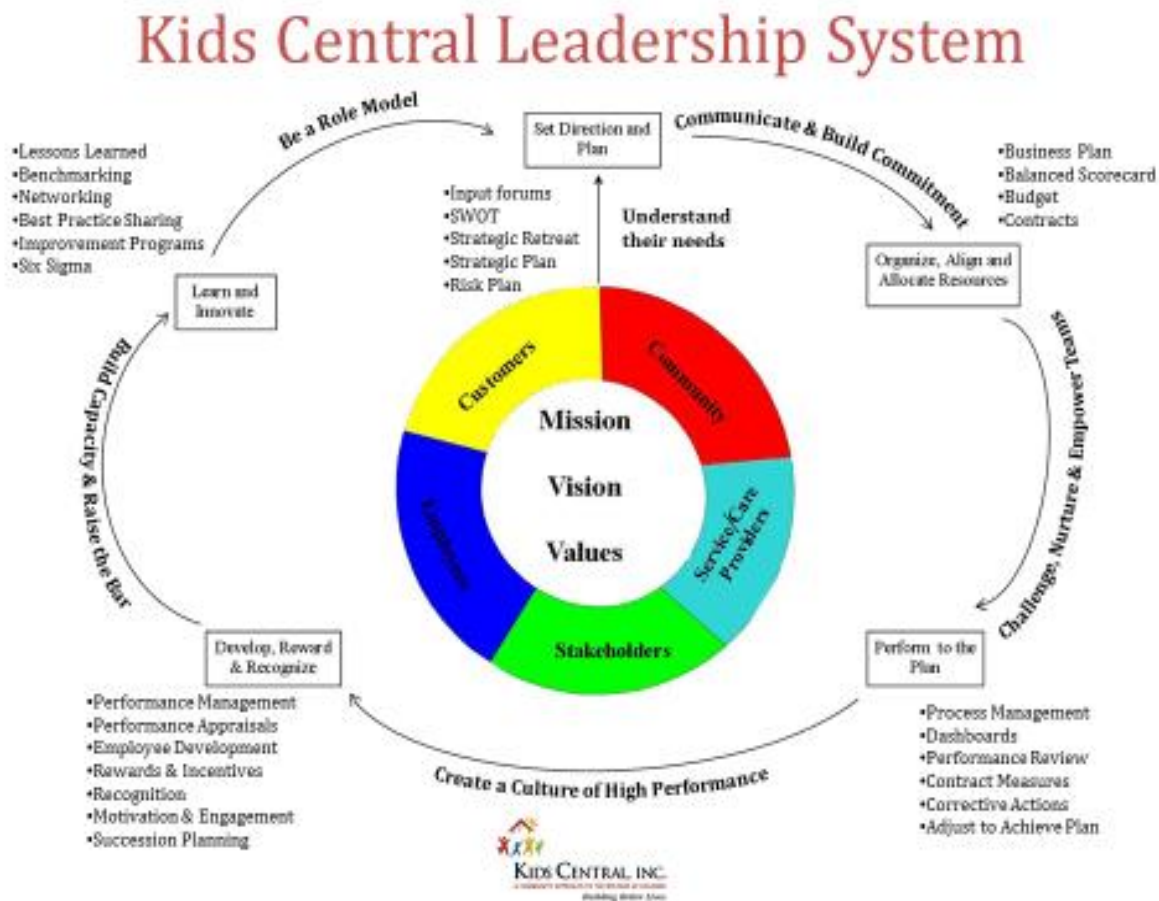 Kids Central Leadership System
Be a Role Model
Set Direction and
Plan
Communicate & Build Commitment
•Lessons Learned
•Benchmarking
•Networking
•Best Practice Sharing
•Improvement Programs
•Six Sigma
•Input forums
•SWOT
•Strategic Retreat
•Strategic Plan
•Risk Plan
Understand
their needs
•Business Plan
•Balanced Scorecard
•Budget
•Contracts
Organize, Align and
Allocate Resources
Learn and
Innovate
Challenge, Nurture & Empower Teams
Build Capacity & Raise the Bar
Customers
Community
Mission
Vision
Values
Employees
Service/Care
Providers
Stakeholders
Develop, Reward
& Recognize
Perform to the
Plan
•Performance Management
•Performance Appraisals
•Employee Development
•Rewards & Incentives
•Recognition
•Motivation & Engagement
•Succession Planning
Create a Culture of High Performance
•Process Management
•Dashboards
•Performance Review
•Contract Measures
•Corrective Actions
•Adjust to Achieve Plan
KIDS CENTRAL, INC.
Building Better Lives